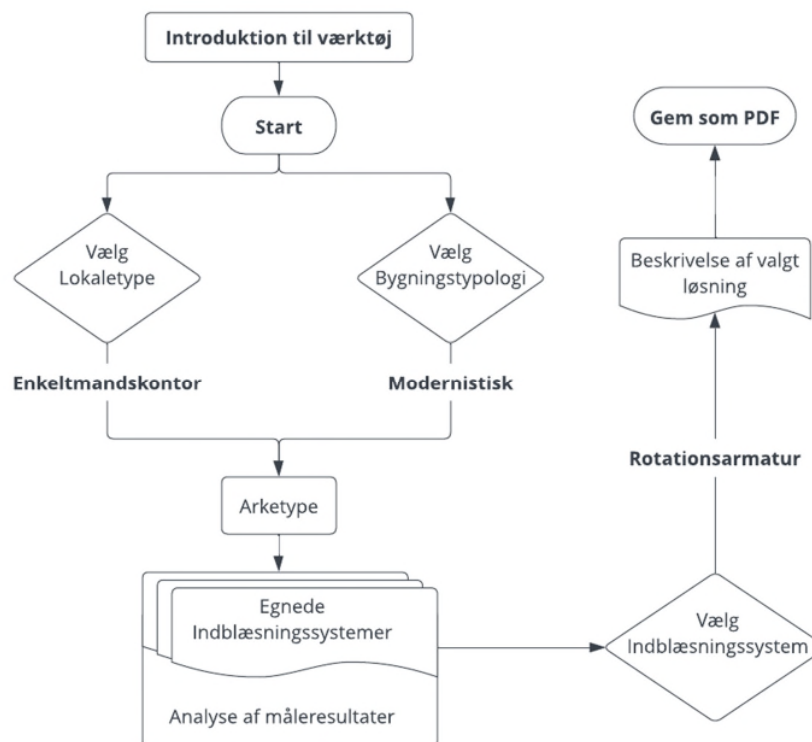 Introduktion til værktøj
Start
Vælg
Lokaletype
Vælg
Bygningstypologi
Enkeltmandskontor
Modernistisk
Arketype
Egnede
Indblæsningssystemer
Analyse af måleresultater
Vælg
Indblæsningssystem
Rotationsarmatur
Beskrivelse af valgt
løsning
Gem som PDF